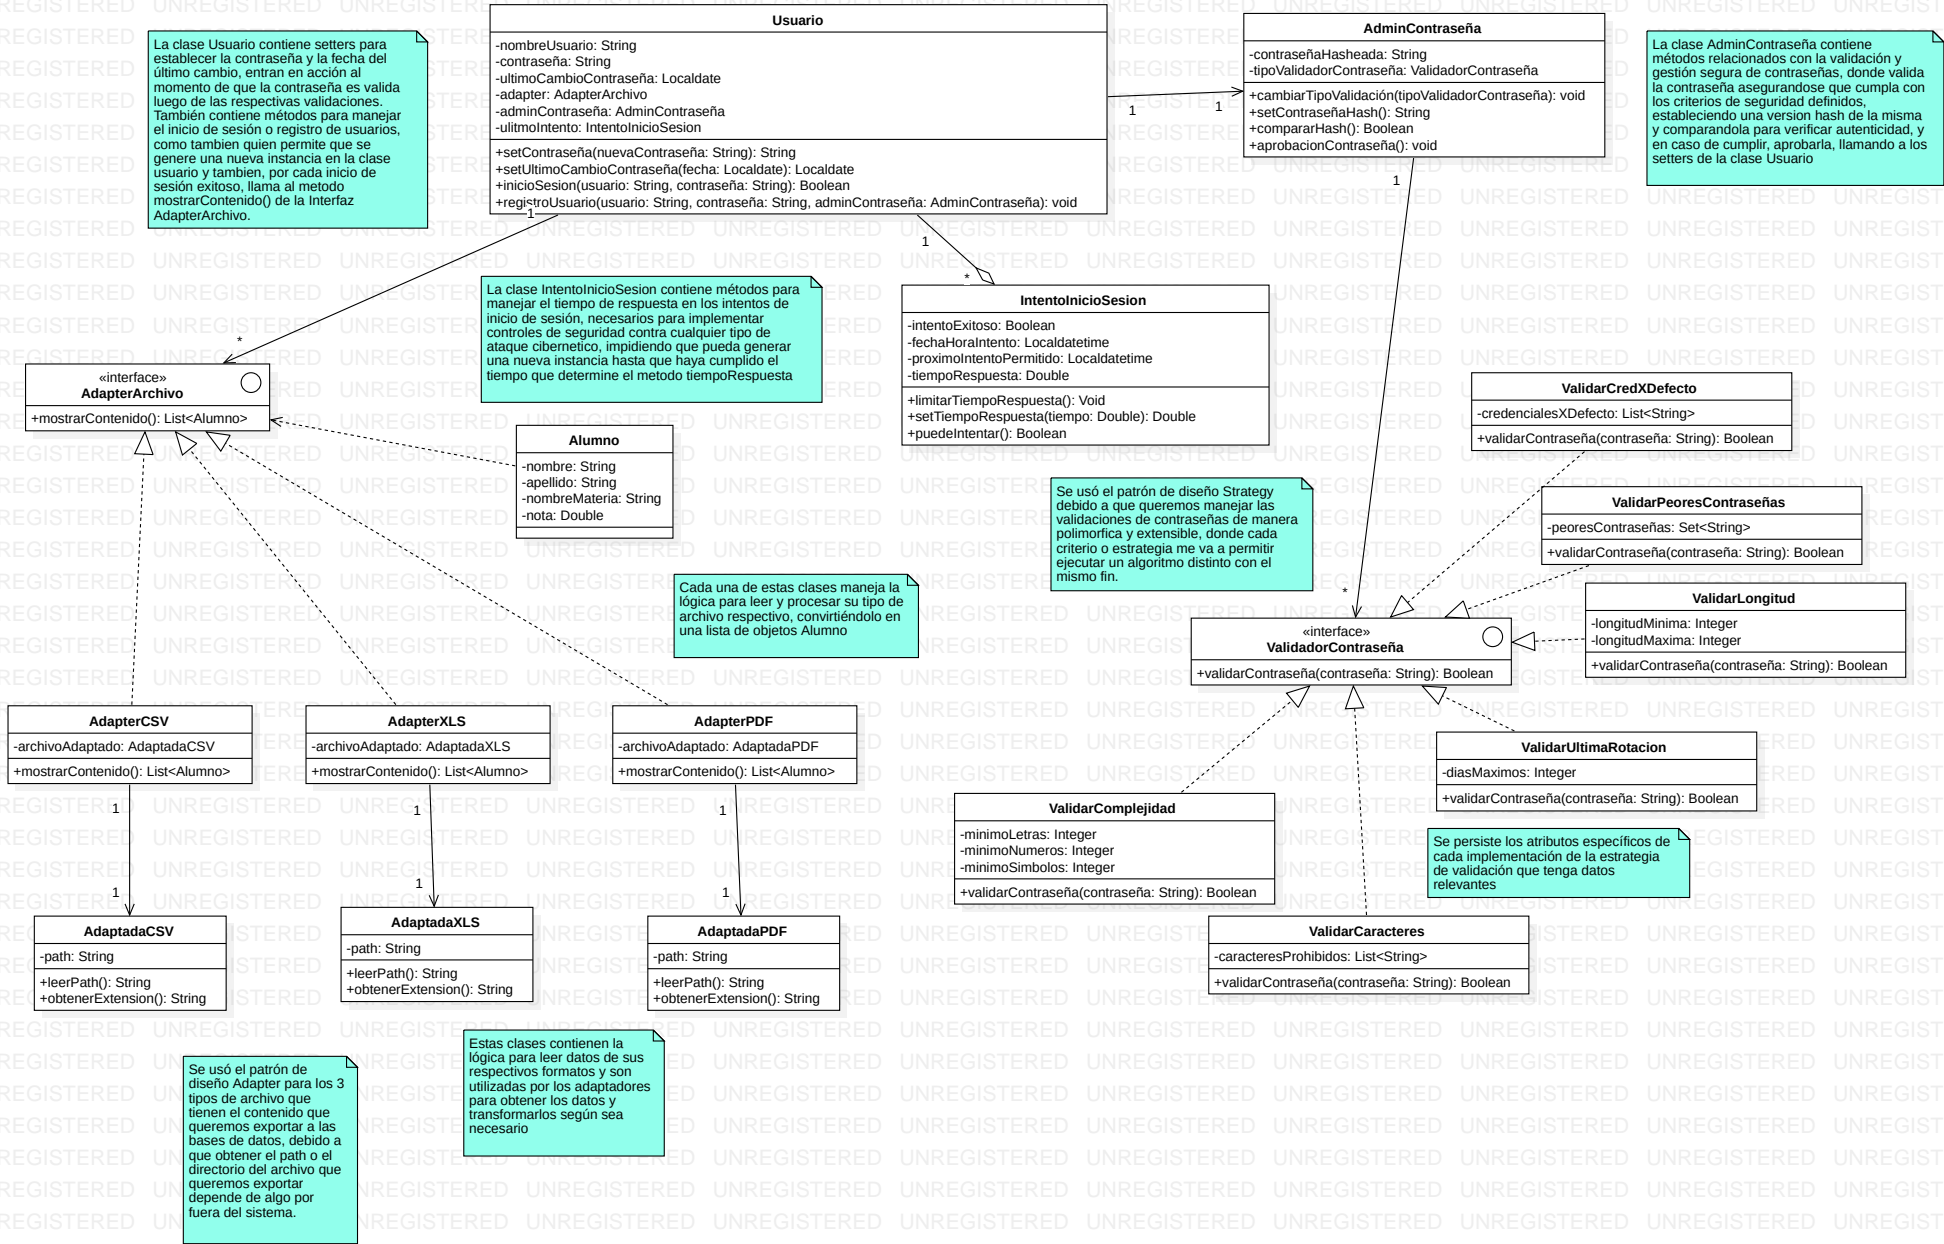 La clase Usuario contiene setters para
establecer la contraseña y la fecha del
último cambio, entran en acción al
momento de que la contraseña es valida
luego de las respectivas validaciones.
También contiene métodos para manejar
el inicio de sesión o registro de usuarios,
como tambien quien permite que se
genere una nueva instancia en la clase
usuario y tambien, por cada inicio de
sesión exitoso, llama al metodo
mostrarContenido() de la Interfaz
AdapterArchivo.
Usuario
-nombreUsuario: String
-contraseña: String
-ultimoCambioContraseña: Localdate
-adapter: AdapterArchivo
-adminContraseña: AdminContraseña
-ulitmoIntento: IntentoInicioSesion
+setContraseña(nuevaContraseña: String): String
+setUltimoCambioContraseña(fecha: Localdate): Localdate
+inicioSesion(usuario: String, contraseña: String): Boolean
+registroUsuario(usuario: String, contraseña: String, adminContraseña: AdminContraseña): void
1
1
1
1
AdminContraseña
-contraseñaHasheada: String
-tipoValidadorContraseña: ValidadorContraseña
+cambiarTipoValidación(tipoValidadorContraseña): void
+setContraseñaHash(): String
+compararHash(): Boolean
+aprobacionContraseña(): void
1
La clase AdminContraseña contiene
métodos relacionados con la validación y
gestión segura de contraseñas, donde valida
la contraseña asegurandose que cumpla con
los criterios de seguridad definidos,
estableciendo una version hash de la misma
y comparandola para verificar autenticidad, y
en caso de cumplir, aprobarla, llamando a los
setters de la clase Usuario
La clase IntentoInicioSesion contiene métodos para
manejar el tiempo de respuesta en los intentos de
inicio de sesión, necesarios para implementar
controles de seguridad contra cualquier tipo de
ataque cibernetico, impidiendo que pueda generar
una nueva instancia hasta que haya cumplido el
tiempo que determine el metodo tiempoRespuesta
*
IntentoInicioSesion
-intentoExitoso: Boolean
-fechaHoraIntento: Localdatetime
-proximoIntentoPermitido: Localdatetime
-tiempoRespuesta: Double
+limitarTiempoRespuesta(): Void
+setTiempoRespuesta(tiempo: Double): Double
+puedeIntentar(): Boolean
*
«interface»
AdapterArchivo
+mostrarContenido(): List<Alumno>
Alumno
-nombre: String
-apellido: String
-nombreMateria: String
-nota: Double
ValidarCredXDefecto
-credencialesXDefecto: List<String>
+validarContraseña(contraseña: String): Boolean
Se usó el patrón de diseño Strategy
debido a que queremos manejar las
validaciones de contraseñas de manera
polimorfica y extensible, donde cada
criterio o estrategia me va a permitir
ejecutar un algoritmo distinto con el
mismo fin.
ValidarPeoresContraseñas
-peoresContraseñas: Set<String>
+validarContraseña(contraseña: String): Boolean
Cada una de estas clases maneja la
lógica para leer y procesar su tipo de
archivo respectivo, convirtiéndolo en
una lista de objetos Alumno
ValidarLongitud
-longitudMinima: Integer
-longitudMaxima: Integer
+validarContraseña(contraseña: String): Boolean
*
«interface»
ValidadorContraseña
+validarContraseña(contraseña: String): Boolean
AdapterCSV
-archivoAdaptado: AdaptadaCSV
+mostrarContenido(): List<Alumno>
AdapterXLS
-archivoAdaptado: AdaptadaXLS
+mostrarContenido(): List<Alumno>
AdapterPDF
-archivoAdaptado: AdaptadaPDF
+mostrarContenido(): List<Alumno>
ValidarUltimaRotacion
-diasMaximos: Integer
+validarContraseña(contraseña: String): Boolean
ValidarComplejidad
-minimoLetras: Integer
-minimoNumeros: Integer
-minimoSimbolos: Integer
+validarContraseña(contraseña: String): Boolean
Se persiste los atributos específicos de
cada implementación de la estrategia
de validación que tenga datos
relevantes
1
1
1
1
1
1
AdaptadaCSV
-path: String
+leerPath(): String
+obtenerExtension(): String
AdaptadaXLS
-path: String
+leerPath(): String
+obtenerExtension(): String
AdaptadaPDF
-path: String
+leerPath(): String
+obtenerExtension(): String
ValidarCaracteres
-caracteresProhibidos: List<String>
+validarContraseña(contraseña: String): Boolean
Se usó el patrón de
diseño Adapter para los 3
tipos de archivo que
tienen el contenido que
queremos exportar a las
bases de datos, debido a
que obtener el path o el
directorio del archivo que
queremos exportar
depende de algo por
fuera del sistema.
Estas clases contienen la
lógica para leer datos de sus
respectivos formatos y son
utilizadas por los adaptadores
para obtener los datos y
transformarlos según sea
necesario
UNREGISTERED